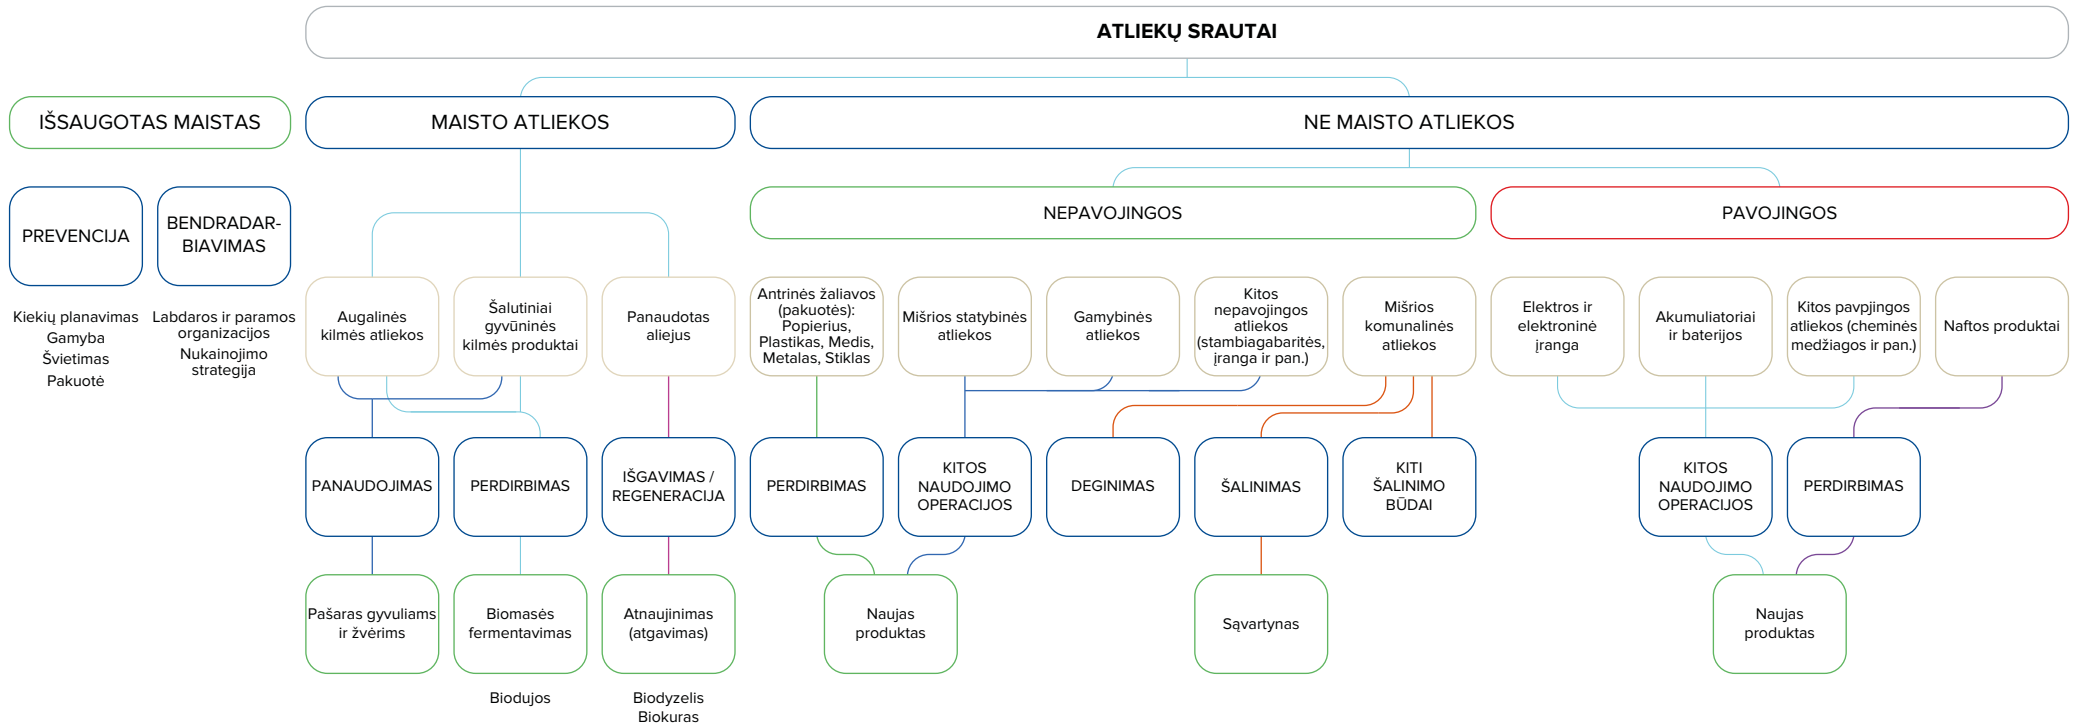 ATLIEKŲ SRAUTAI
IŠSAUGOTAS MAISTAS
MAISTO ATLIEKOS
NE MAISTO ATLIEKOS
PREVENCIJA
BENDRADAR-
BIAVIMAS
NEPAVOJINGOS
PAVOJINGOS
Kiekių planavimas
Gamyba
Švietimas
Pakuotė
Labdaros ir paramos
organizacijos
Nukainojimo
strategija
Augalinės
kilmės atliekos
Šalutiniai
gyvūninės
kilmės produktai
Panaudotas
aliejus
Antrinės žaliavos
(pakuotės):
Popierius,
Plastikas, Medis,
Metalas, Stiklas
Mišrios statybinės
atliekos
Gamybinės
atliekos
Kitos
nepavojingos
atliekos
(stambiagabaritės,
įranga ir pan.)
Mišrios
komunalinės
atliekos
Elektros ir
elektroninė
įranga
Akumuliatoriai
ir baterijos
Kitos pavpjingos
atliekos (cheminės
medžiagos ir pan.)
Naftos produktai
PANAUDOJIMAS
PERDIRBIMAS
IŠGAVIMAS /
REGENERACIJA
PERDIRBIMAS
KITOS
NAUDOJIMO
OPERACIJOS
DEGINIMAS
ŠALINIMAS
KITI
ŠALINIMO
BŪDAI
KITOS
NAUDOJIMO
OPERACIJOS
PERDIRBIMAS
Pašaras gyvuliams
ir žvėrims
Biomasės
fermentavimas
Atnaujinimas
(atgavimas)
Naujas
produktas
Sąvartynas
Naujas
produktas
Biodujos
Biodyzelis
Biokuras